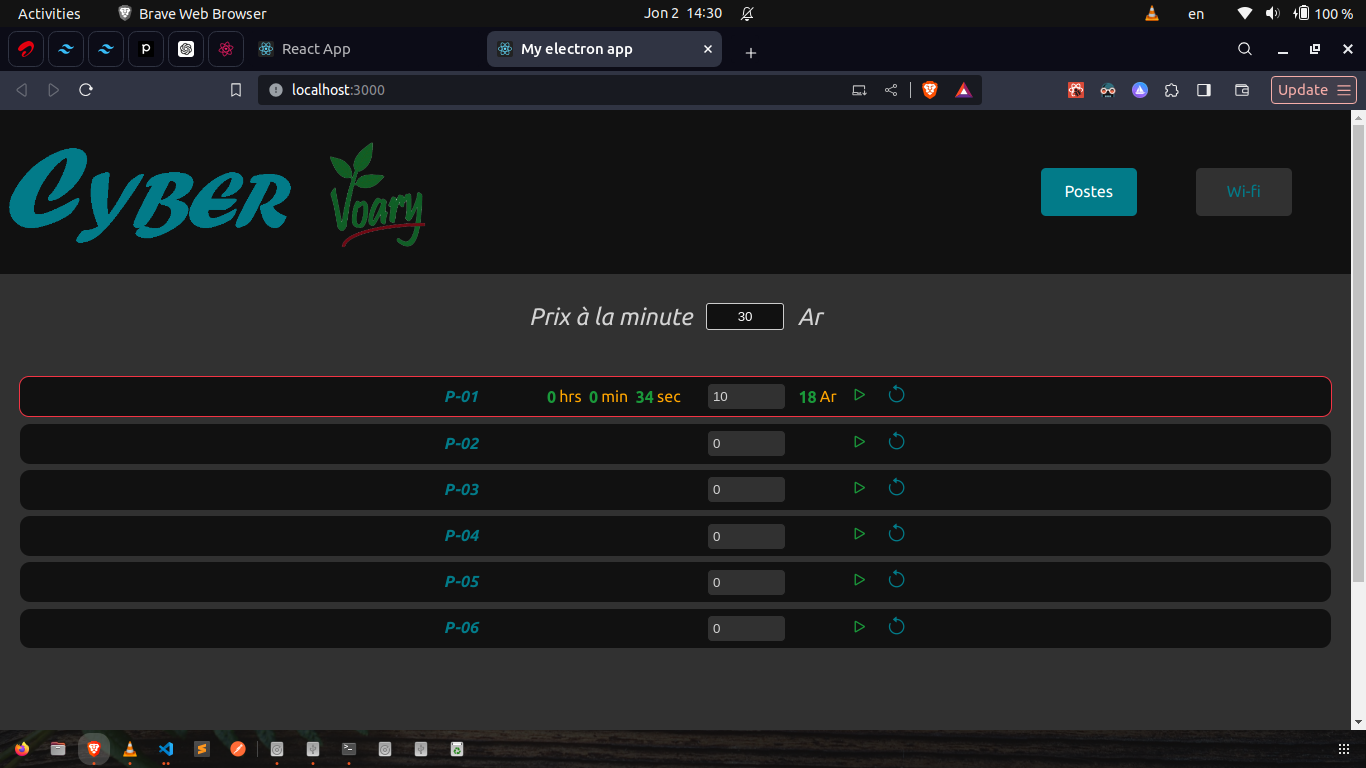 Activities Brave Web Browser Jon 2 14:30 en 100 %
React App My electron app
localhost:3000 Update
CYBER Voary Postes Wi-fi
Prix à la minute 30 Ar
P-01 0 hrs 0 min 34 sec 10 18 Ar
P-02 0
P-03 0
P-04 0
P-05 0
P-06 0